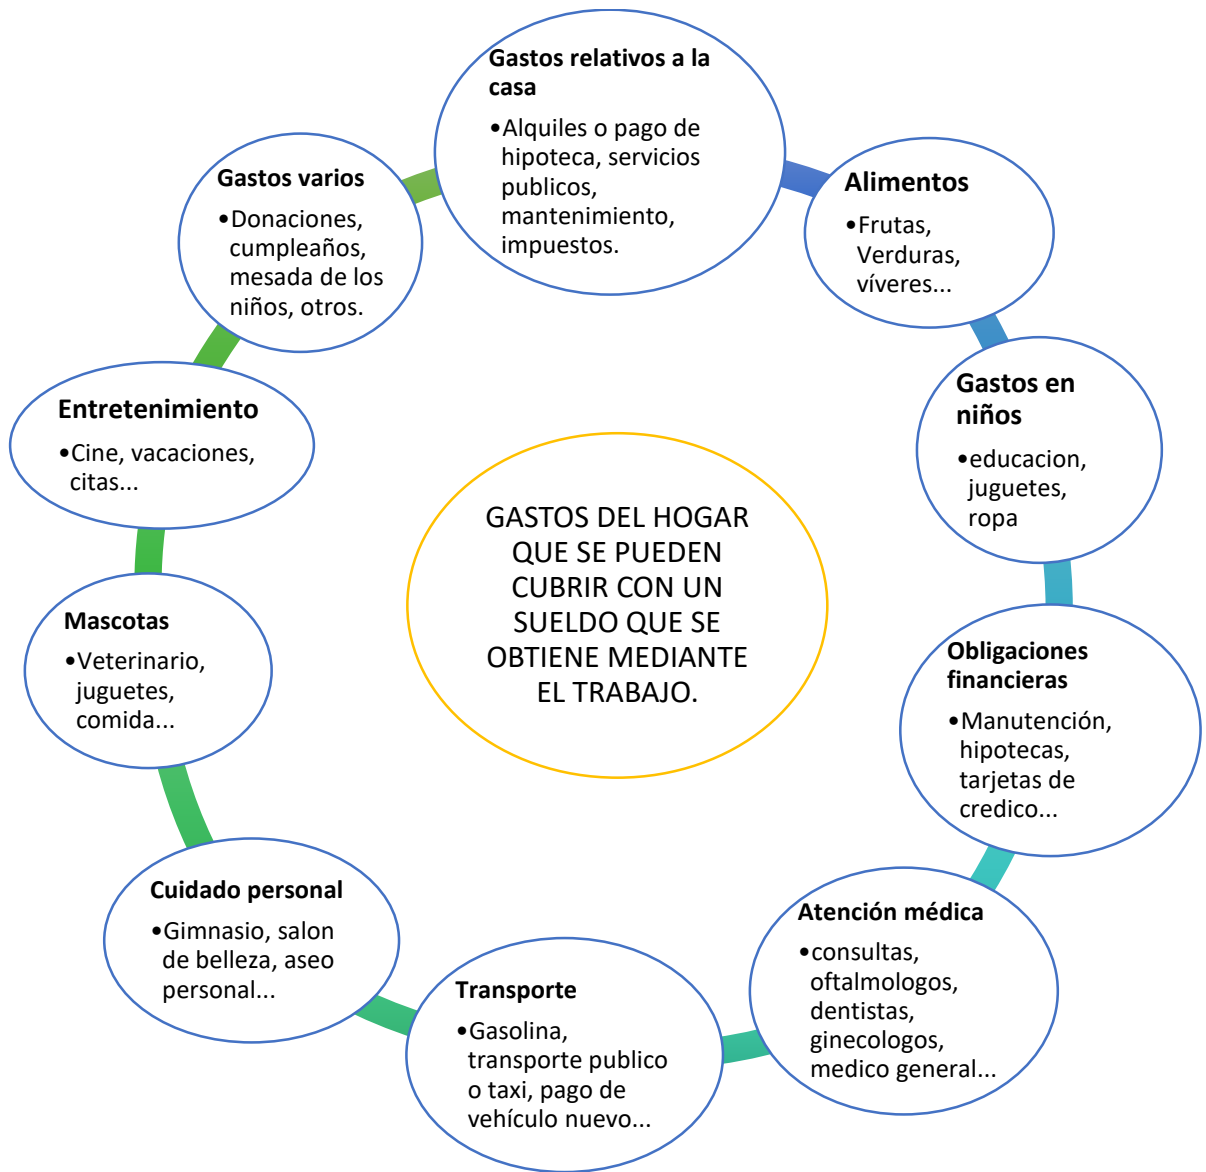 Gastos relativos a la
casa
•Alquiles o pago de
hipoteca, servicios
publicos,
mantenimiento,
impuestos.
Alimentos
•Frutas,
Verduras,
víveres...
Gastos en
niños
•educacion,
juguetes,
ropa
Obligaciones
financieras
•Manutención,
hipotecas,
tarjetas de
credico...
Atención médica
•consultas,
oftalmologos,
dentistas,
ginecologos,
medico general...
Transporte
•Gasolina,
transporte publico
o taxi, pago de
vehículo nuevo...
Cuidado personal
•Gimnasio, salon
de belleza, aseo
personal...
Mascotas
•Veterinario,
juguetes,
comida...
Entretenimiento
•Cine, vacaciones,
citas...
Gastos varios
•Donaciones,
cumpleaños,
mesada de los
niños, otros.
GASTOS DEL HOGAR
QUE SE PUEDEN
CUBRIR CON UN
SUELDO QUE SE
OBTIENE MEDIANTE
EL TRABAJO.